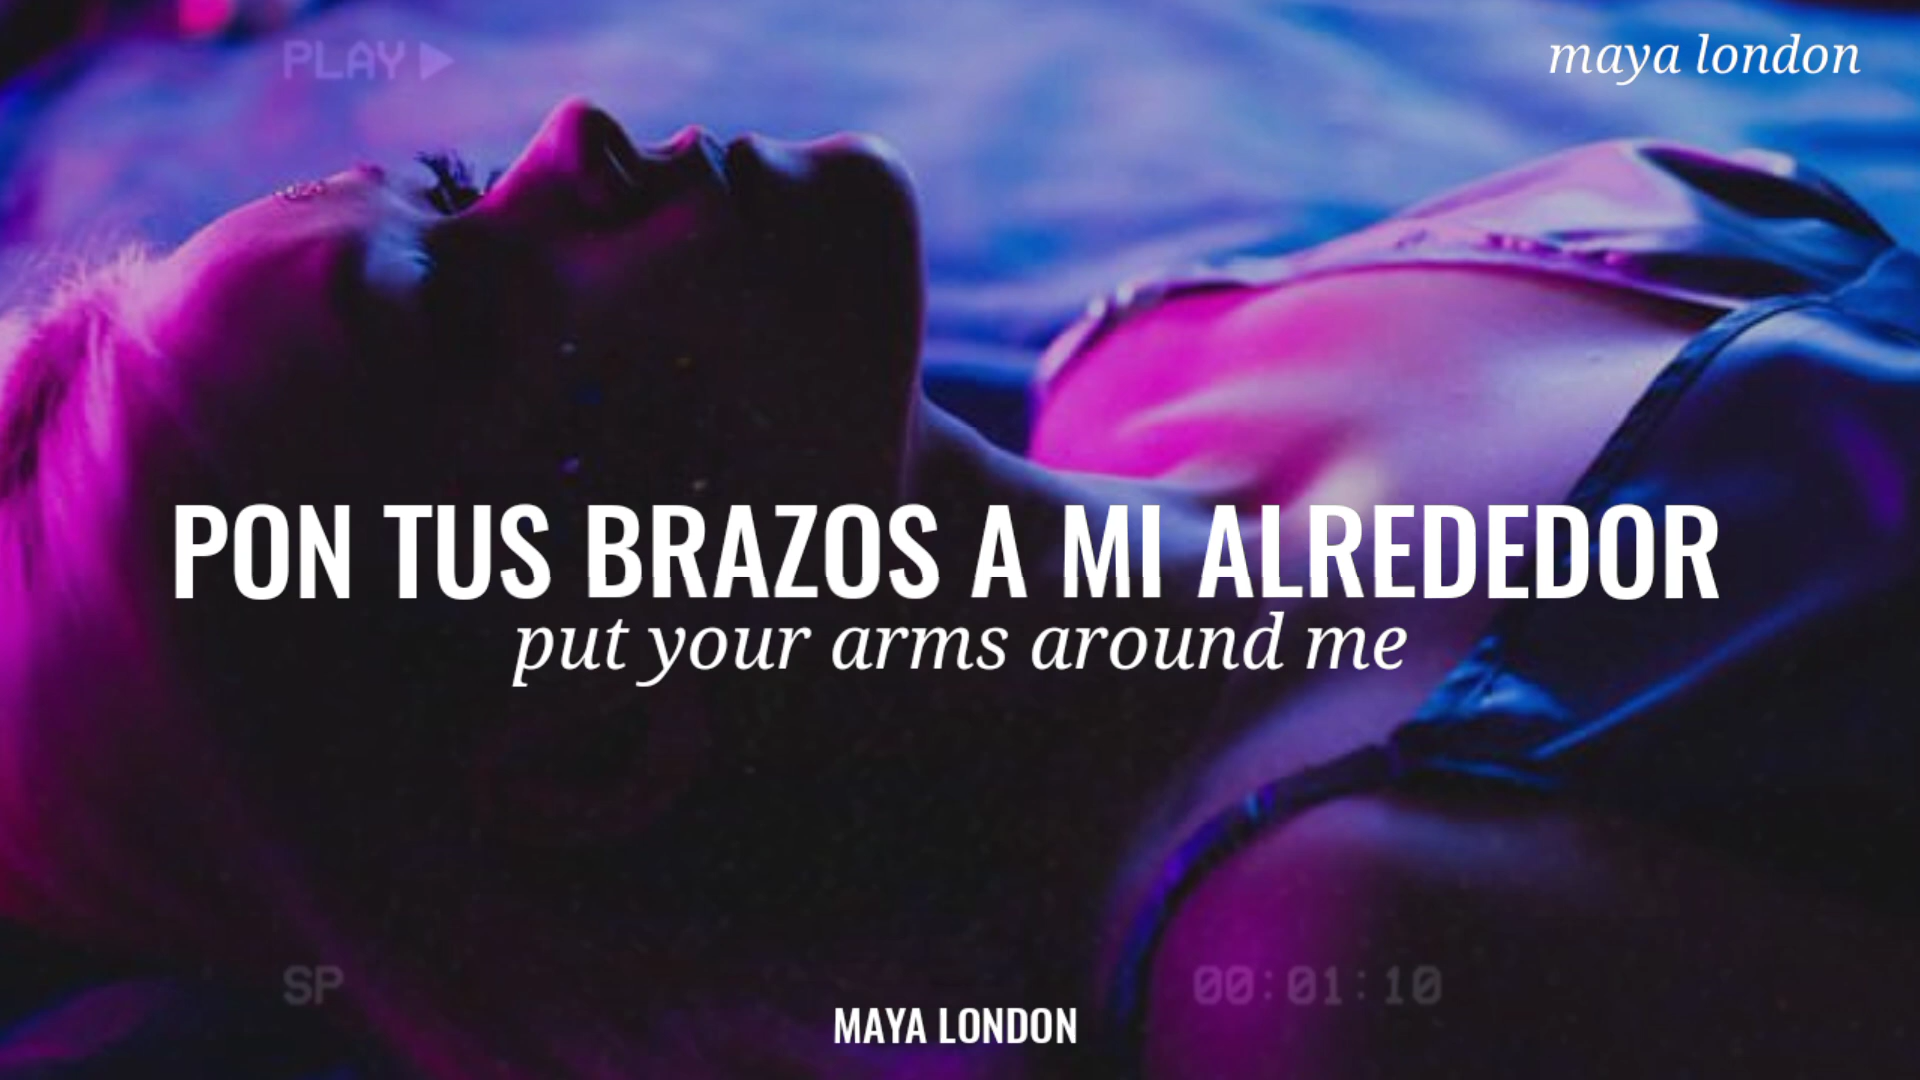 PLAY
maya london
PON TUS BRAZOS A MI ALREDEDOR
put your arms around me
SP
00:01:10
MAYA LONDON